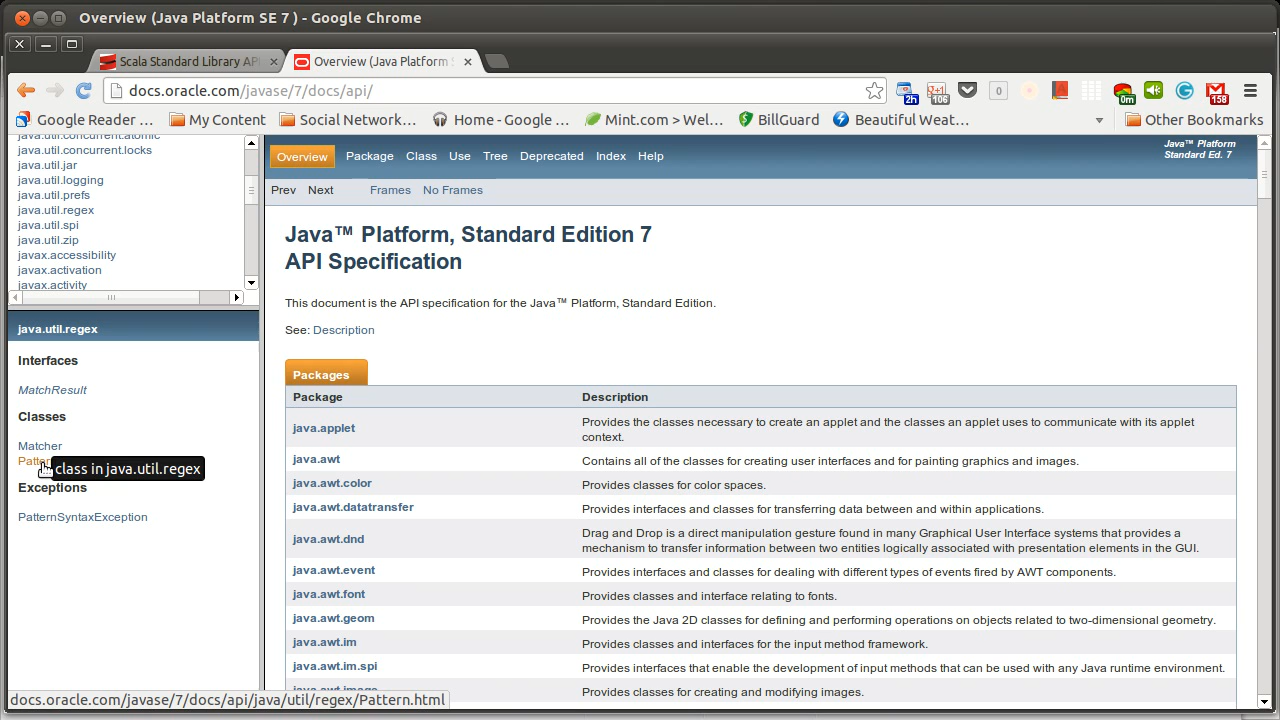 Overview (Java Platform SE 7 ) - Google Chrome
Scala Standard Library API
Overview (Java Platform S
docs.oracle.com/javase/7/docs/api/
2h
106
0
0m
158
Google Reader ...
My Content
Social Network...
Home - Google ...
Mint.com > Wel...
BillGuard
Beautiful Weat...
Other Bookmarks
java.util.concurrent.atomic
java.util.concurrent.locks
java.util.jar
java.util.logging
java.util.prefs
java.util.regex
java.util.spi
java.util.zip
javax.accessibility
javax.activation
javax.activity
java.util.regex
Interfaces
MatchResult
Classes
Matcher
Patter
class in java.util.regex
Exceptions
PatternSyntaxException
Overview Package Class Use Tree Deprecated Index Help
Java™ Platform
Standard Ed. 7
Prev Next Frames No Frames
Java™ Platform, Standard Edition 7
API Specification
This document is the API specification for the Java™ Platform, Standard Edition.
See: Description
Packages
Package Description
java.applet Provides the classes necessary to create an applet and the classes an applet uses to communicate with its applet
context.
java.awt Contains all of the classes for creating user interfaces and for painting graphics and images.
java.awt.color Provides classes for color spaces.
java.awt.datatransfer Provides interfaces and classes for transferring data between and within applications.
java.awt.dnd Drag and Drop is a direct manipulation gesture found in many Graphical User Interface systems that provides a
mechanism to transfer information between two entities logically associated with presentation elements in the GUI.
java.awt.event Provides interfaces and classes for dealing with different types of events fired by AWT components.
java.awt.font Provides classes and interface relating to fonts.
java.awt.geom Provides the Java 2D classes for defining and performing operations on objects related to two-dimensional geometry.
java.awt.im Provides classes and interfaces for the input method framework.
java.awt.im.spi Provides interfaces that enable the development of input methods that can be used with any Java runtime environment.
java.awt.image Provides classes for creating and modifying images.
docs.oracle.com/javase/7/docs/api/java/util/regex/Pattern.html